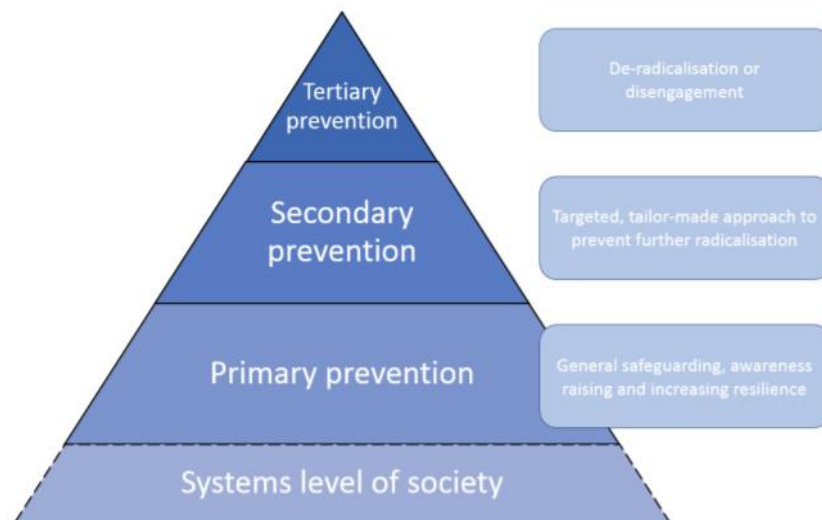 Tertiary
prevention
De-radicalisation or
disengagement
Secondary
prevention
Targeted, tailor-made approach to
prevent further radicalisation
Primary prevention
General safeguarding, awareness
raising and increasing resilience
Systems level of society